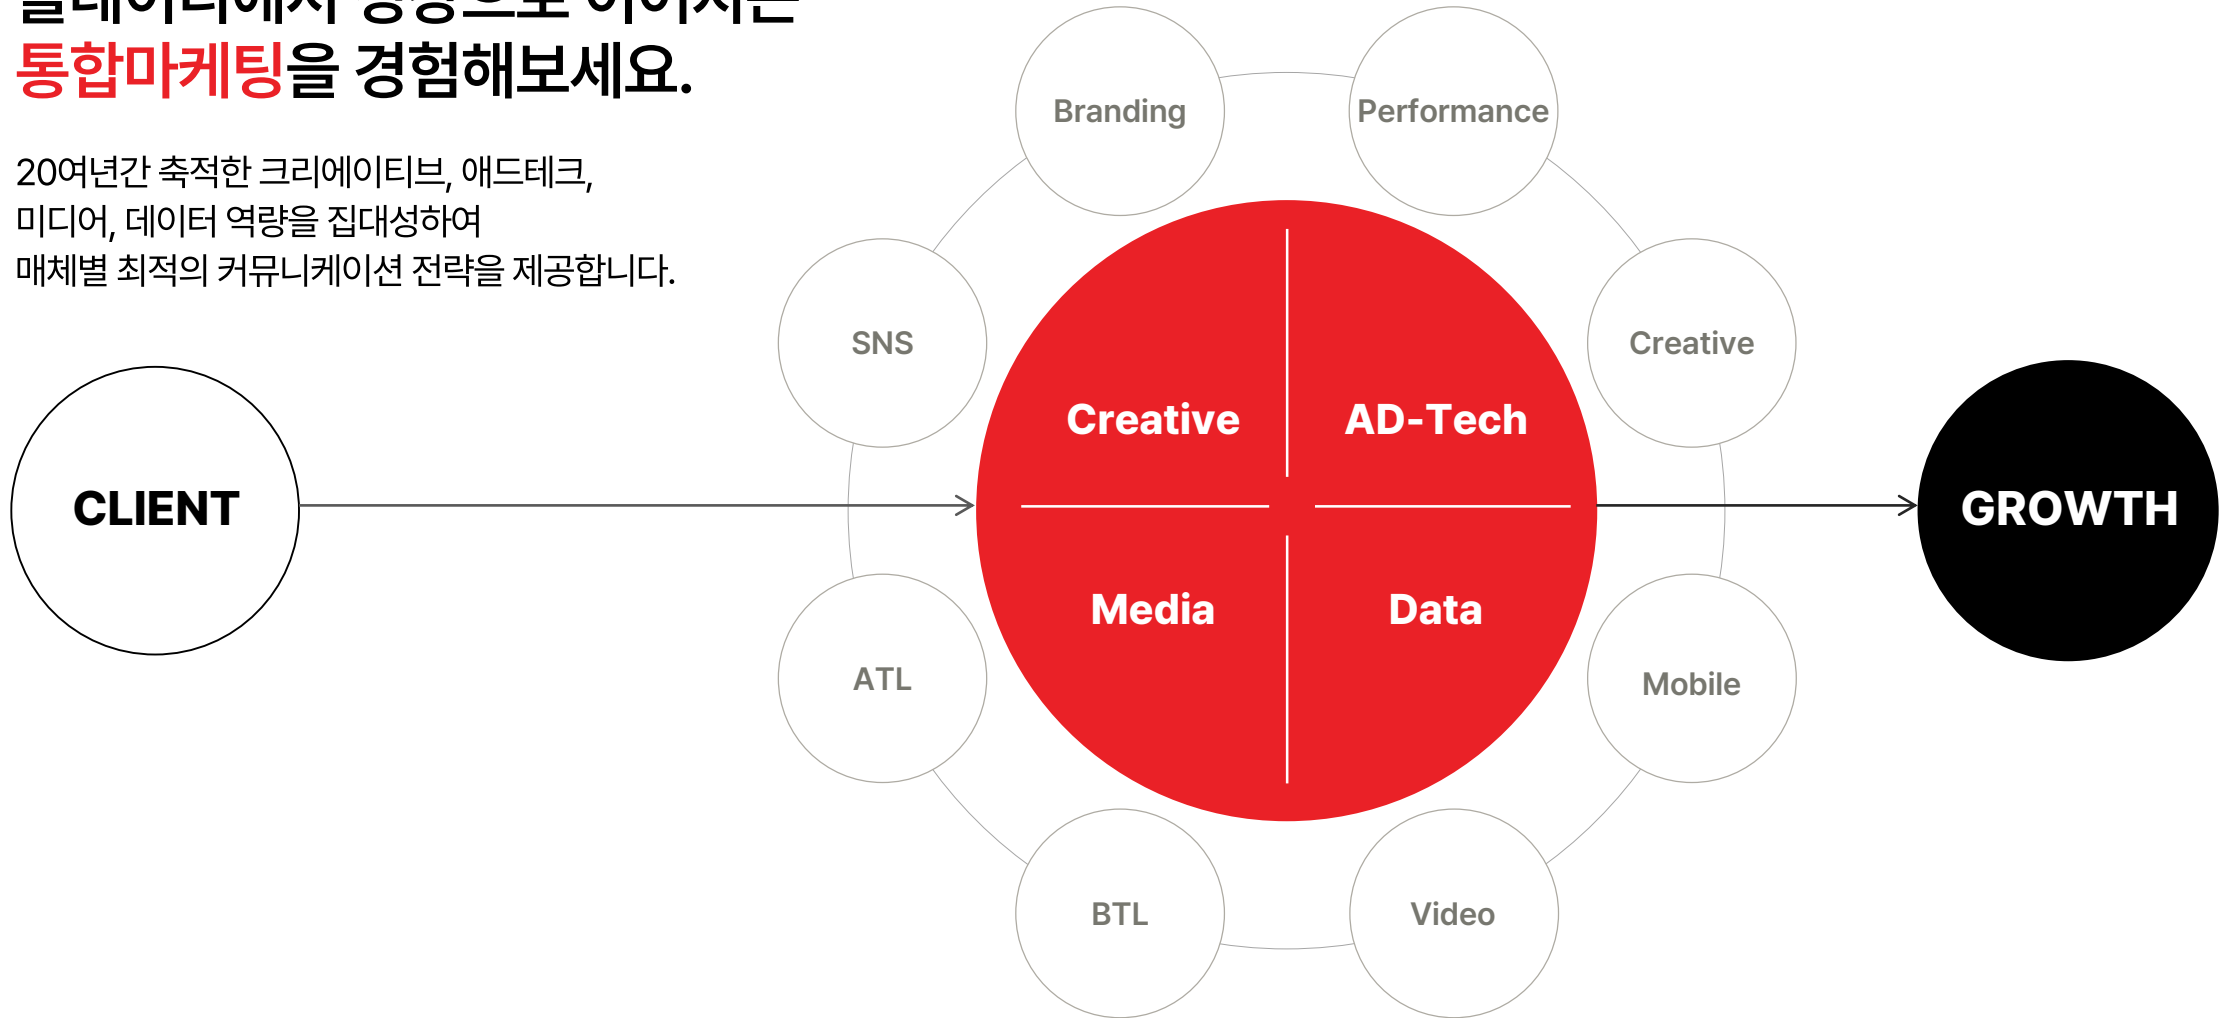 통합마케팅을 경험해보세요.
20여년간 축적한 크리에이티브, 애드테크,
미디어, 데이터 역량을 집대성하여
매체별 최적의 커뮤니케이션 전략을 제공합니다.
Branding
Performance
SNS
Creative
Creative
AD-Tech
CLIENT
GROWTH
Media
Data
ATL
Mobile
BTL
Video